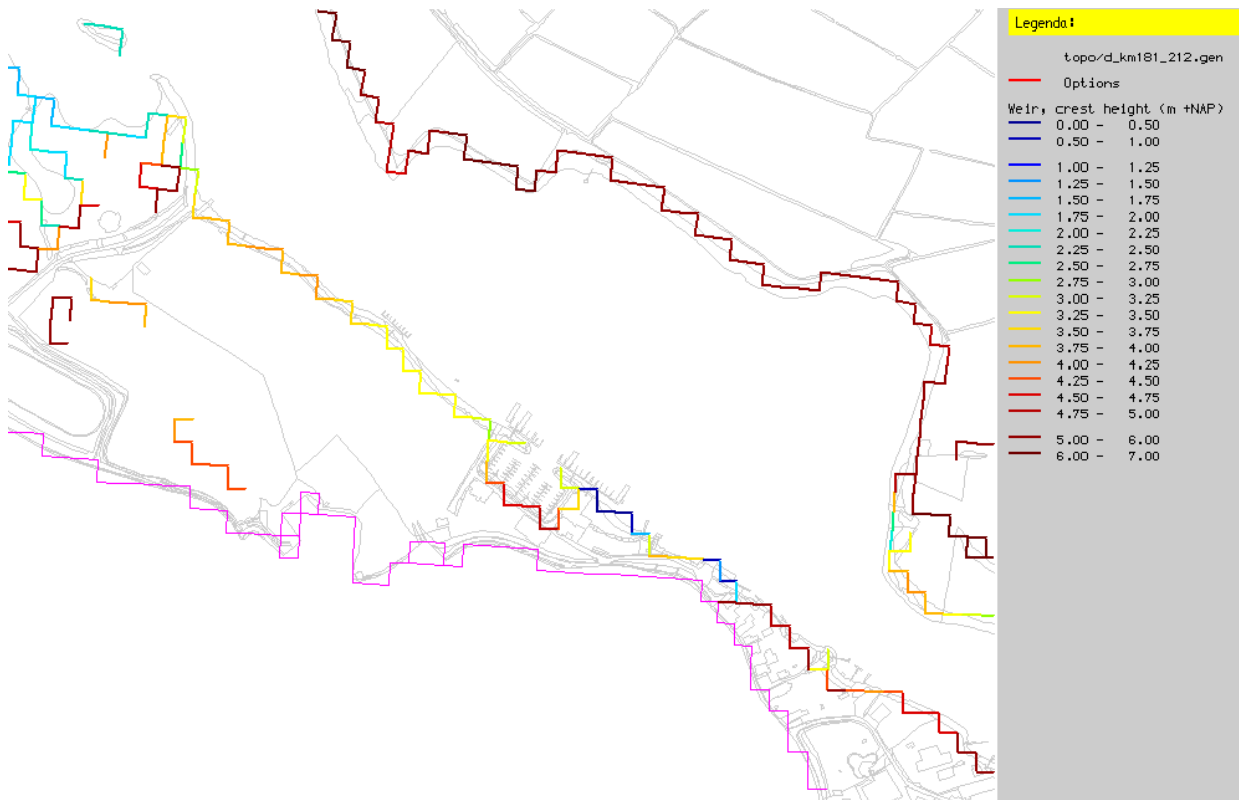 Legenda:
topo/d_km181_212.gen
Options
Weir, crest height (m +NAP)
0.00 - 0.50
0.50 - 1.00
1.00 - 1.25
1.25 - 1.50
1.50 - 1.75
1.75 - 2.00
2.00 - 2.25
2.25 - 2.50
2.50 - 2.75
2.75 - 3.00
3.00 - 3.25
3.25 - 3.50
3.50 - 3.75
3.75 - 4.00
4.00 - 4.25
4.25 - 4.50
4.50 - 4.75
4.75 - 5.00
5.00 - 6.00
6.00 - 7.00